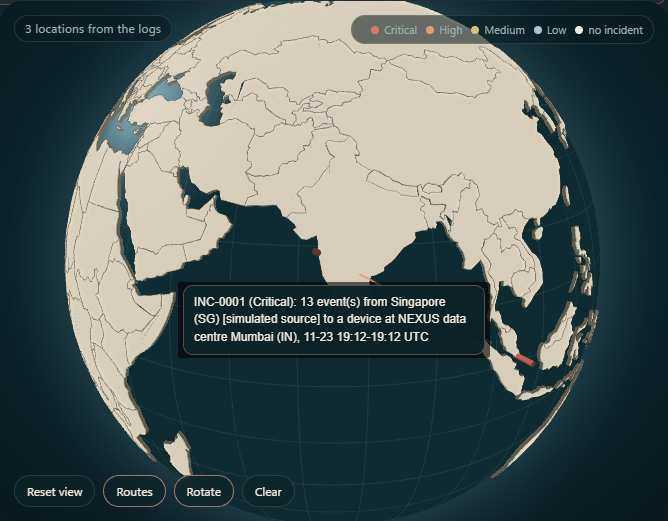 3 locations from the logs
Critical High Medium Low no incident
INC-0001 (Critical): 13 event(s) from Singapore
(SG) [simulated source] to a device at NEXUS data
centre Mumbai (IN), 11-23 19:12-19:12 UTC
Reset view Routes Rotate Clear